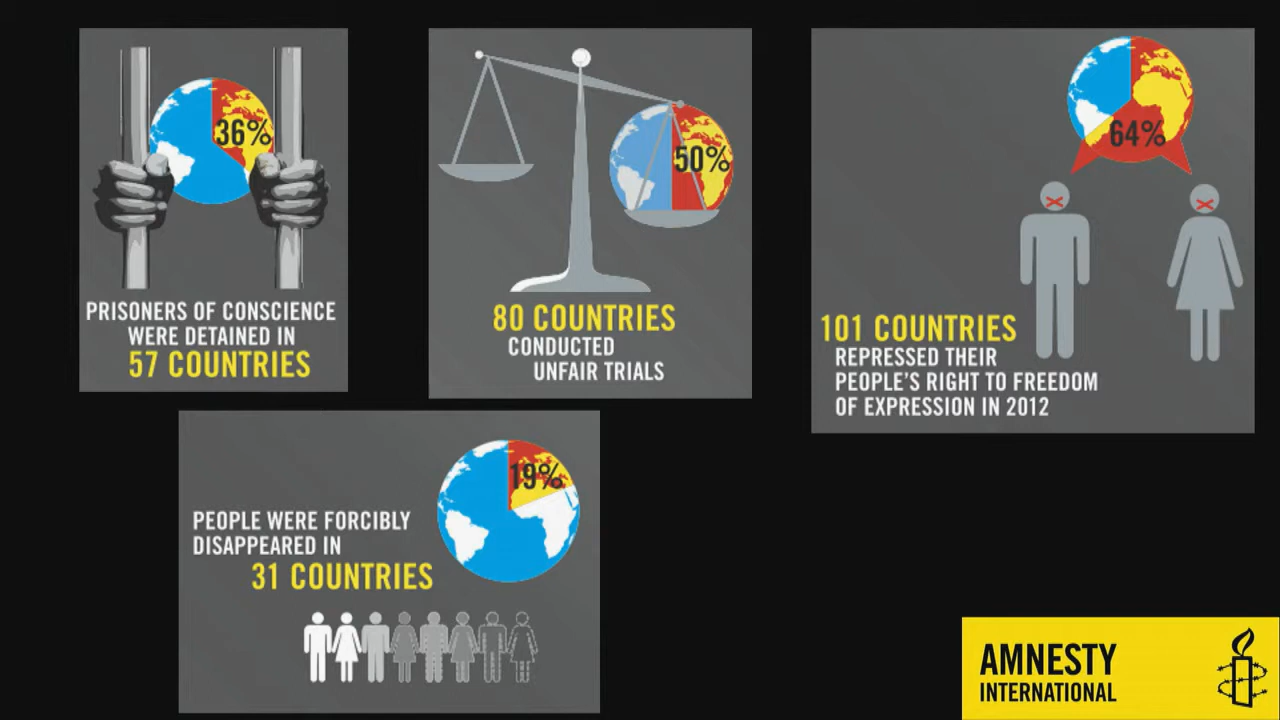 36%
PRISONERS OF CONSCIENCE
WERE DETAINED IN
57 COUNTRIES
50%
80 COUNTRIES
CONDUCTED
UNFAIR TRIALS
64%
101 COUNTRIES
REPRESSED THEIR
PEOPLE'S RIGHT TO FREEDOM
OF EXPRESSION IN 2012
19%
PEOPLE WERE FORCIBLY
DISAPPEARED IN
31 COUNTRIES
AMNESTY
INTERNATIONAL